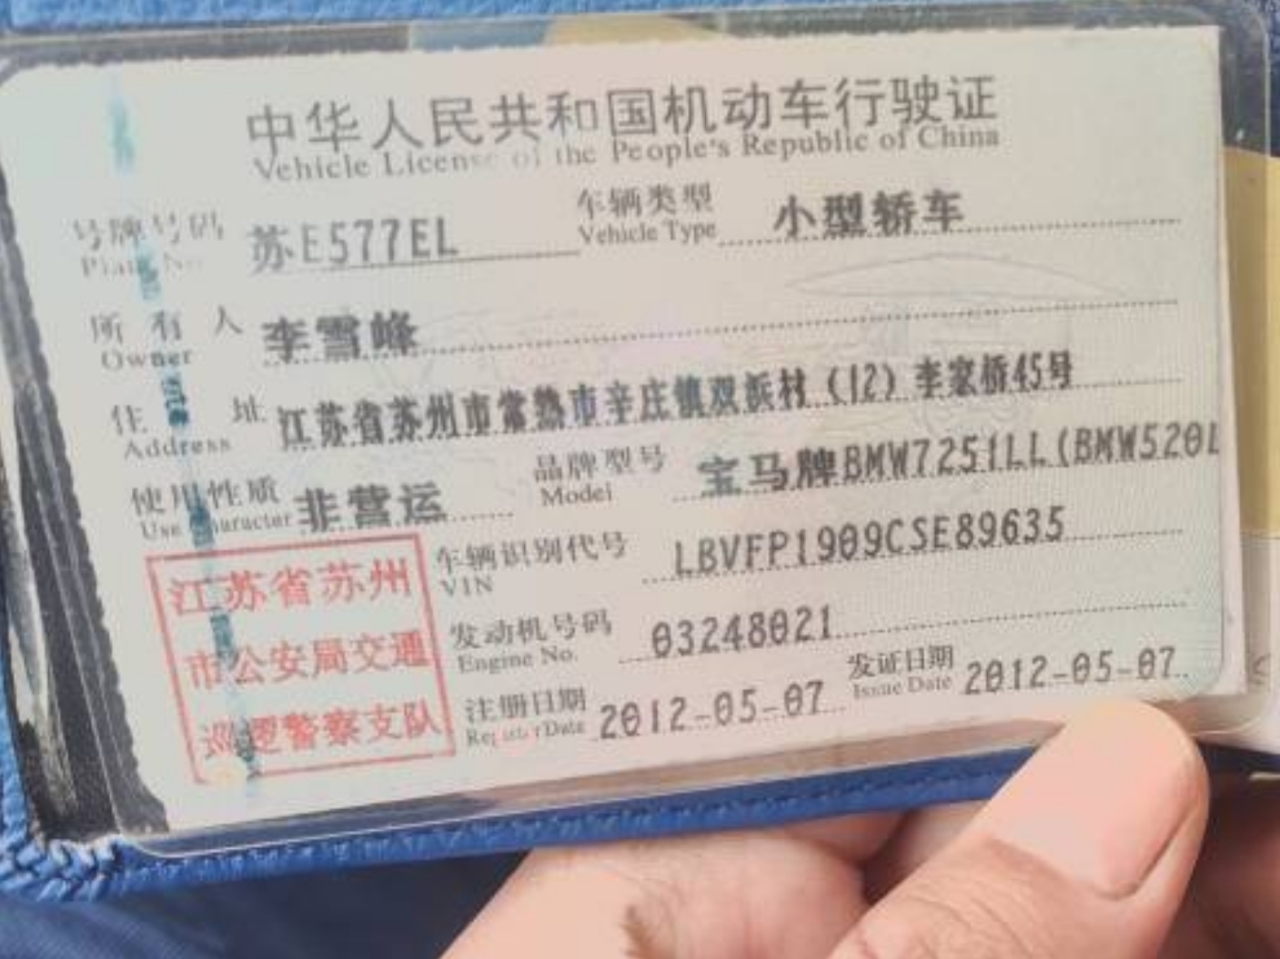 中华人民共和国机动车行驶证
Vehicle License of the People's Republic of China
号牌号码 苏E577EL 车辆类型 小型轿车
Plate No. Vehicle Type
所有人 李雪峰
Owner
住址 江苏省苏州市常熟市辛庄镇双浜村(12)李家桥45号
Address
使用性质 非营运 品牌型号 宝马牌BMW7251LL(BMW520L
Use Character Model
江苏省苏州
市公安局交通
巡逻警察支队
车辆识别代号 LBVFP1909CSE89635
VIN
发动机号码 03248021
Engine No.
注册日期 2012-05-07 发证日期 2012-05-07
Register Date Issue Date